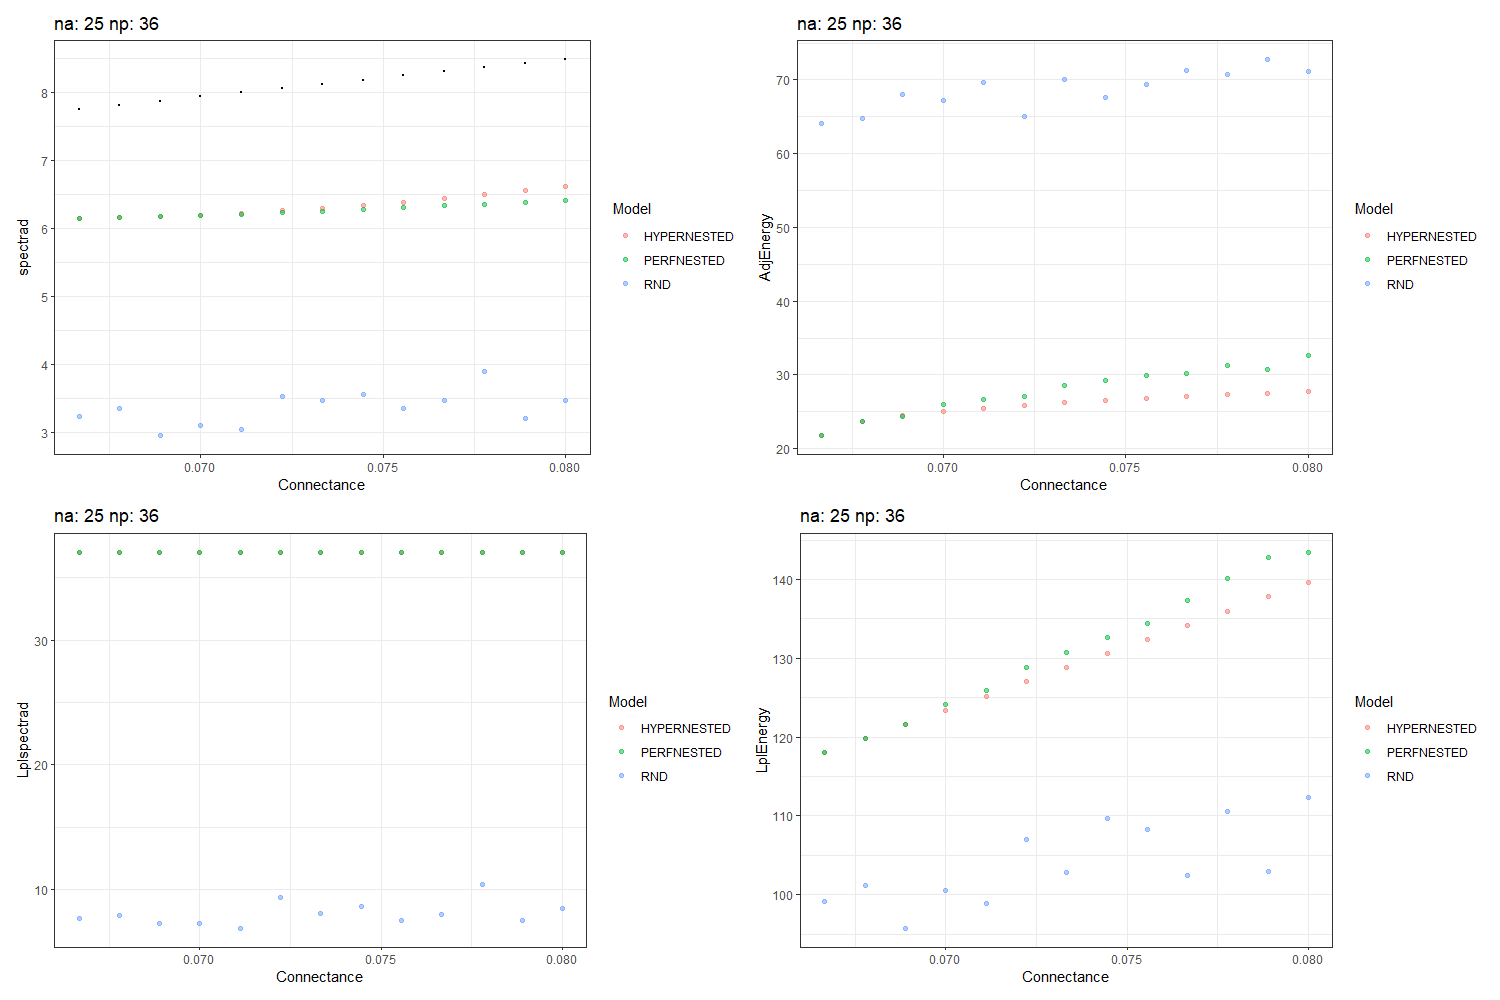 na: 25 np: 36
spectrad
8
7
6
5
4
3
0.070
0.075
0.080
Connectance
Model
HYPERNESTED
PERFNESTED
RND
na: 25 np: 36
AdjEnergy
70
60
50
40
30
20
0.070
0.075
0.080
Connectance
Model
HYPERNESTED
PERFNESTED
RND
na: 25 np: 36
Lplspectrad
30
20
10
0.070
0.075
0.080
Connectance
Model
HYPERNESTED
PERFNESTED
RND
na: 25 np: 36
LplEnergy
140
130
120
110
100
0.070
0.075
0.080
Connectance
Model
HYPERNESTED
PERFNESTED
RND